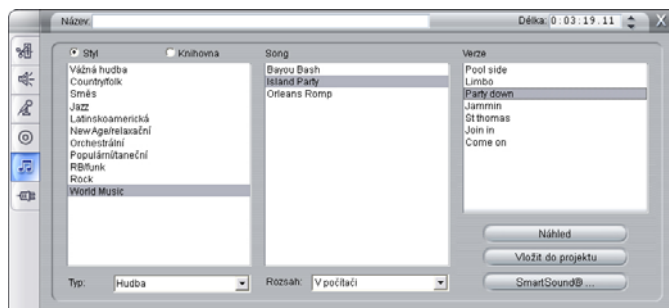 Název:
Délka: 0:03:19.11
X
Styl
Knihovna
Song
Verze
Vážná hudba
Country/folk
Směs
Jazz
Latinskoamerická
NewAge/relaxační
Orchestrální
Populární/taneční
RB/funk
Rock
World Music
Bayou Bash
Island Party
Orleans Romp
Pool side
Limbo
Party down
Jammin
St thomas
Join in
Come on
Náhled
Vložit do projektu
SmartSound® ...
Typ: Hudba
Rozsah: V počítači